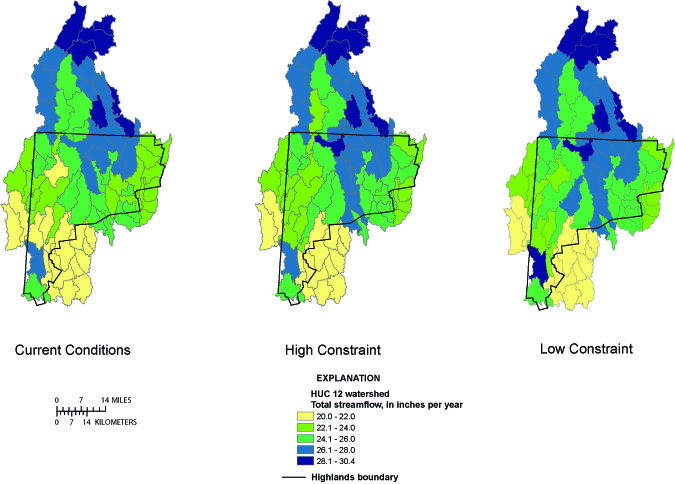 Current Conditions
High Constraint
Low Constraint
0 7 14 MILES
0 7 14 KILOMETERS
EXPLANATION
HUC 12 watershed
Total streamflow, in inches per year
20.0 - 22.0
22.1 - 24.0
24.1 - 26.0
26.1 - 28.0
28.1 - 30.4
Highlands boundary